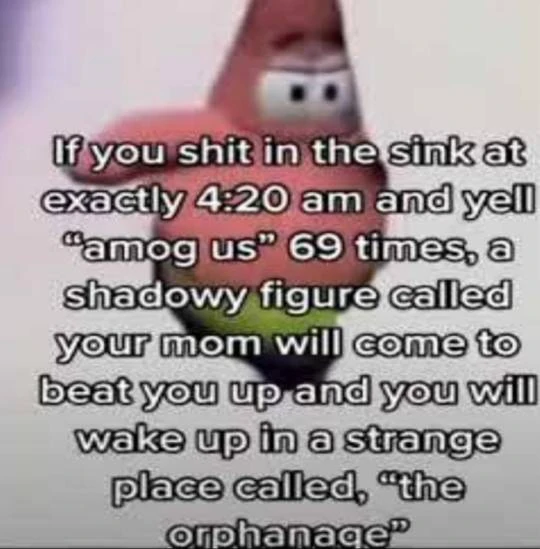 If you shit in the sink at
exactly 4:20 am and yell
“amog us” 69 times, a
shadowy figure called
your mom will come to
beat you up and you will
wake up in a strange
place called, “the
orphanage”